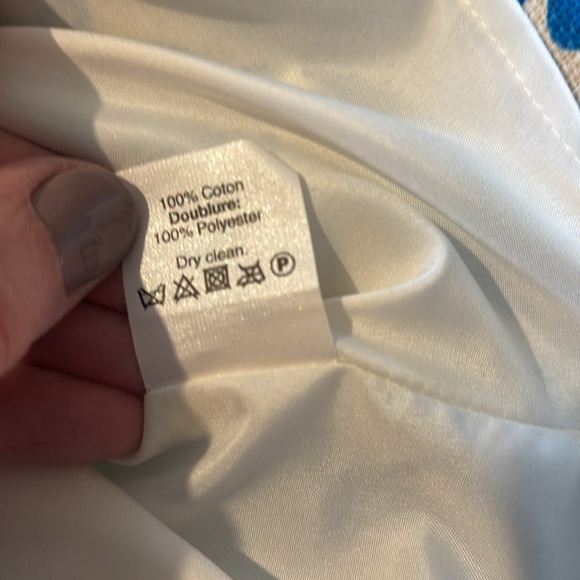 100% Coton
Doublure:
100% Polyester
Dry clean.
P